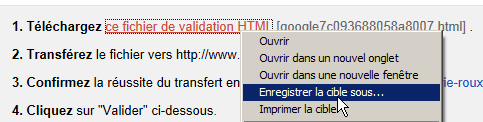 1. Téléchargez ce fichier de validation HTML [google7c093688058a8007.html] .
Ouvrir
2. Transférez le fichier vers http://www.
Ouvrir dans un nouvel onglet
Ouvrir dans une nouvelle fenêtre
3. Confirmez la réussite du transfert en
ie-roux
Enregistrer la cible sous...
Imprimer la cible
4. Cliquez sur "Valider" ci-dessous.